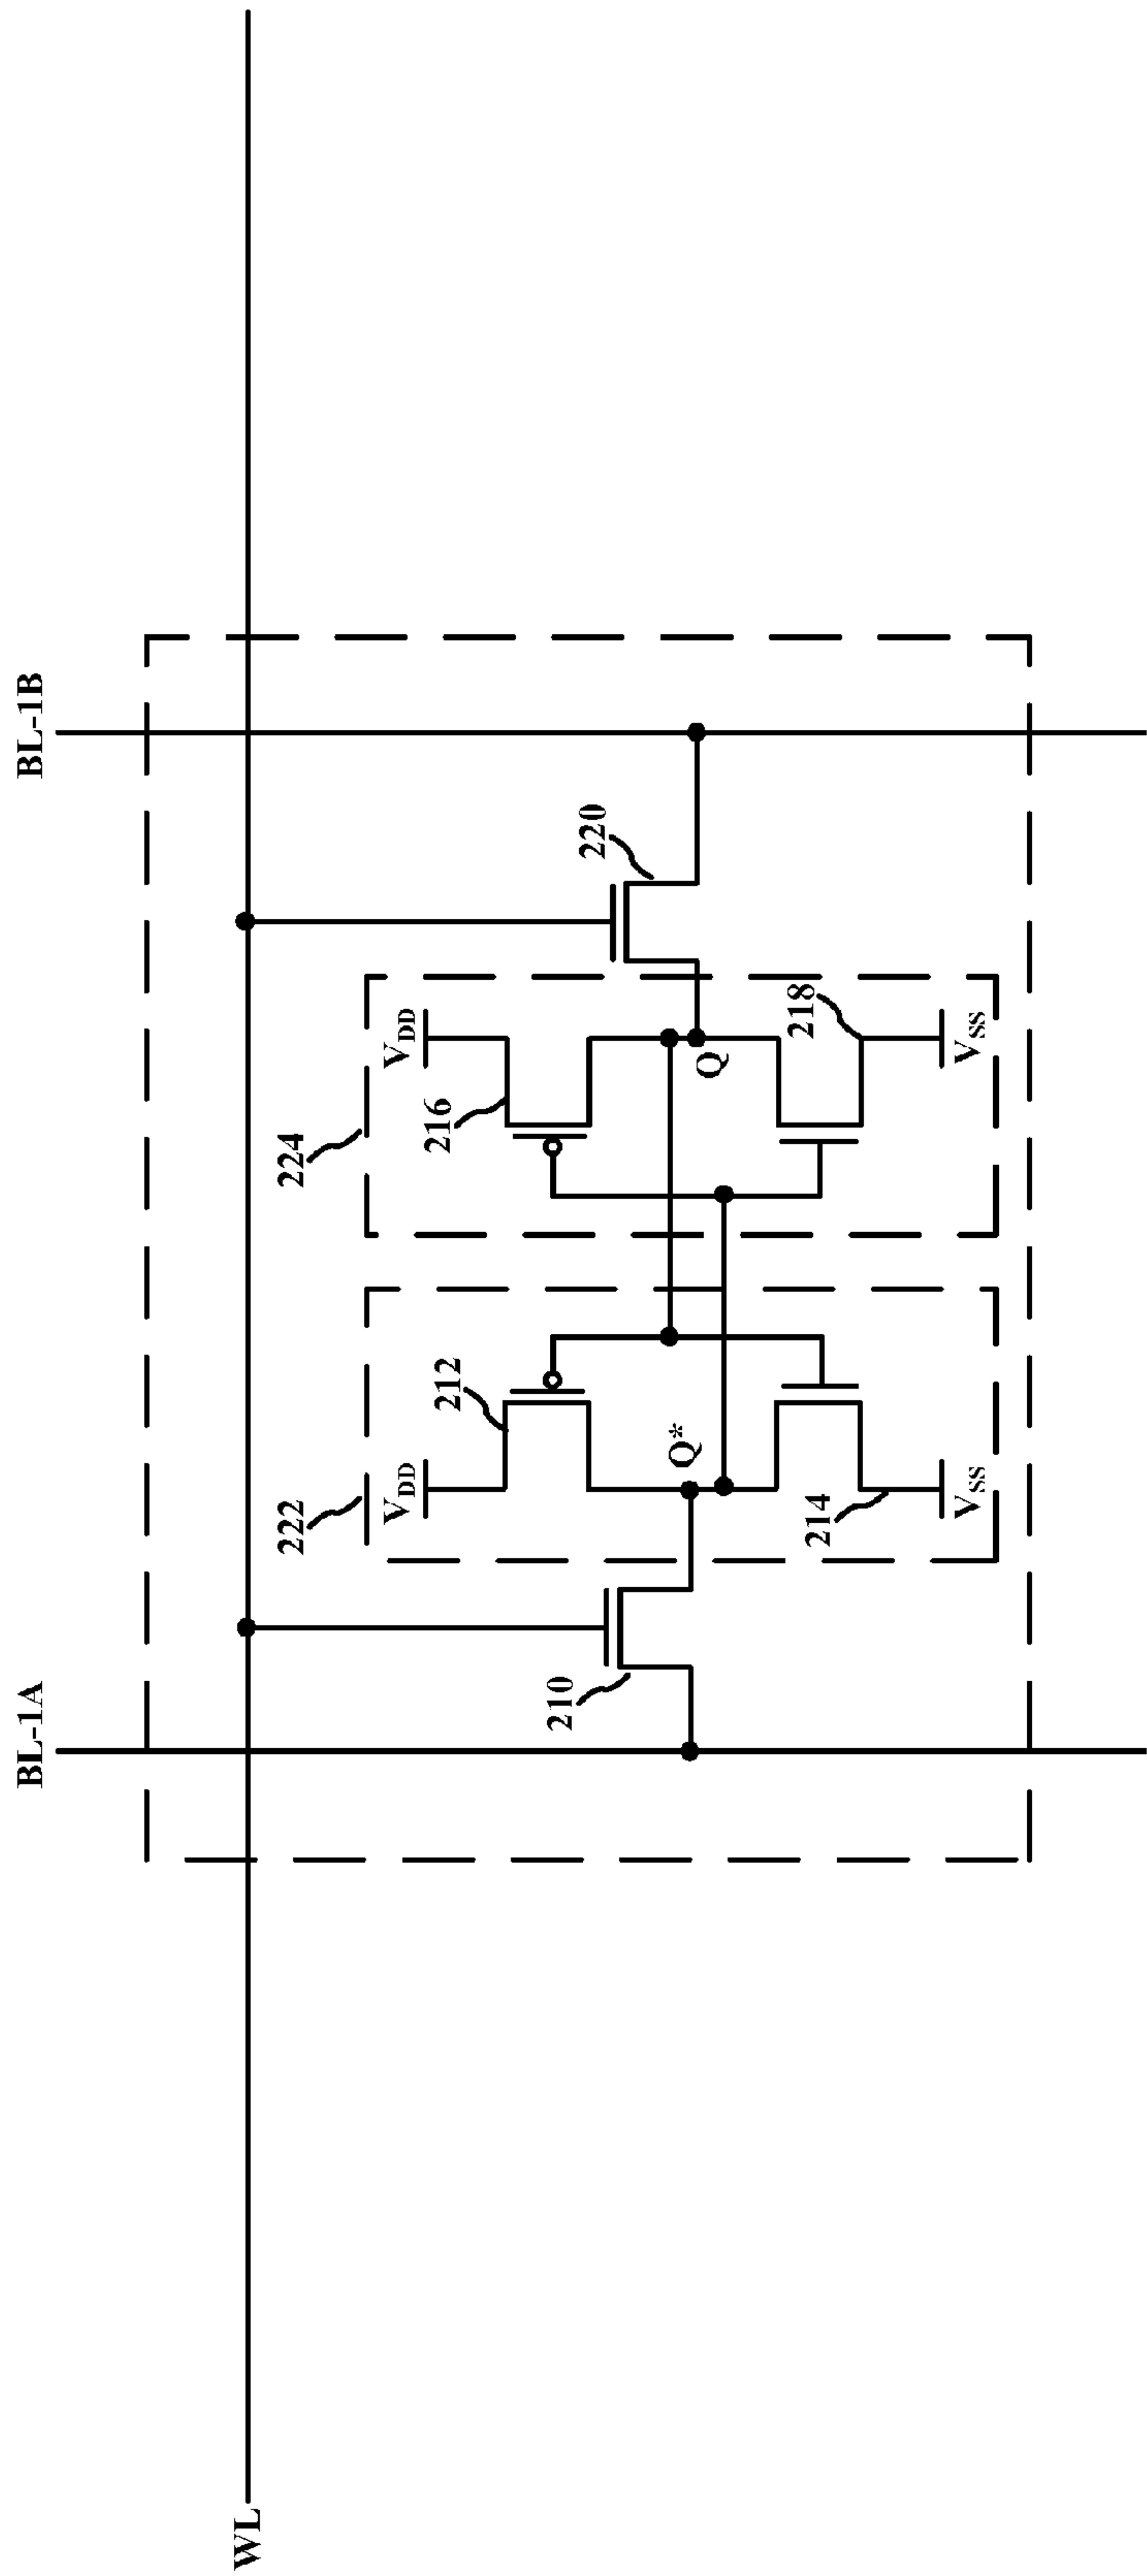 BL-1A
BL-1B
WL
222
224
VDD
212
216
VDD
220
210
Q*
Q
214
218
VSS
VSS